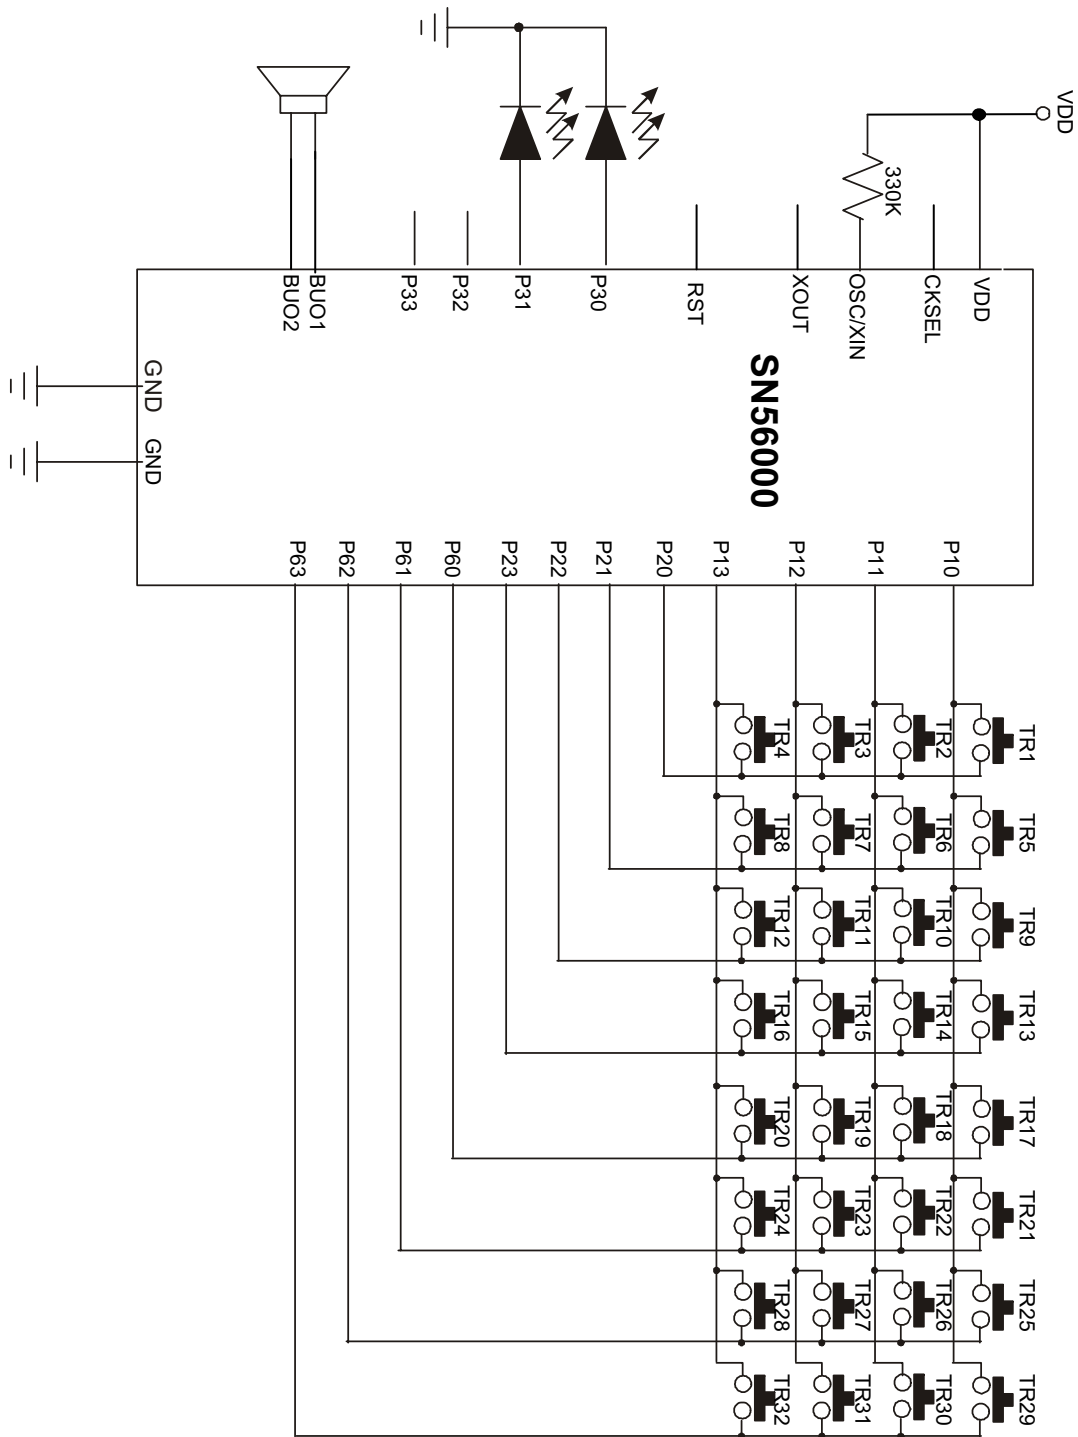 VDD
330K
VDD
CKSEL
OSC/XIN
XOUT
RST
P30
P31
P32
P33
BUO1
BUO2
SN56000
GND
GND
P10
P11
P12
P13
P20
P21
P22
P23
P60
P61
P62
P63
TR1
TR2
TR3
TR4
TR5
TR6
TR7
TR8
TR9
TR10
TR11
TR12
TR13
TR14
TR15
TR16
TR17
TR18
TR19
TR20
TR21
TR22
TR23
TR24
TR25
TR26
TR27
TR28
TR29
TR30
TR31
TR32